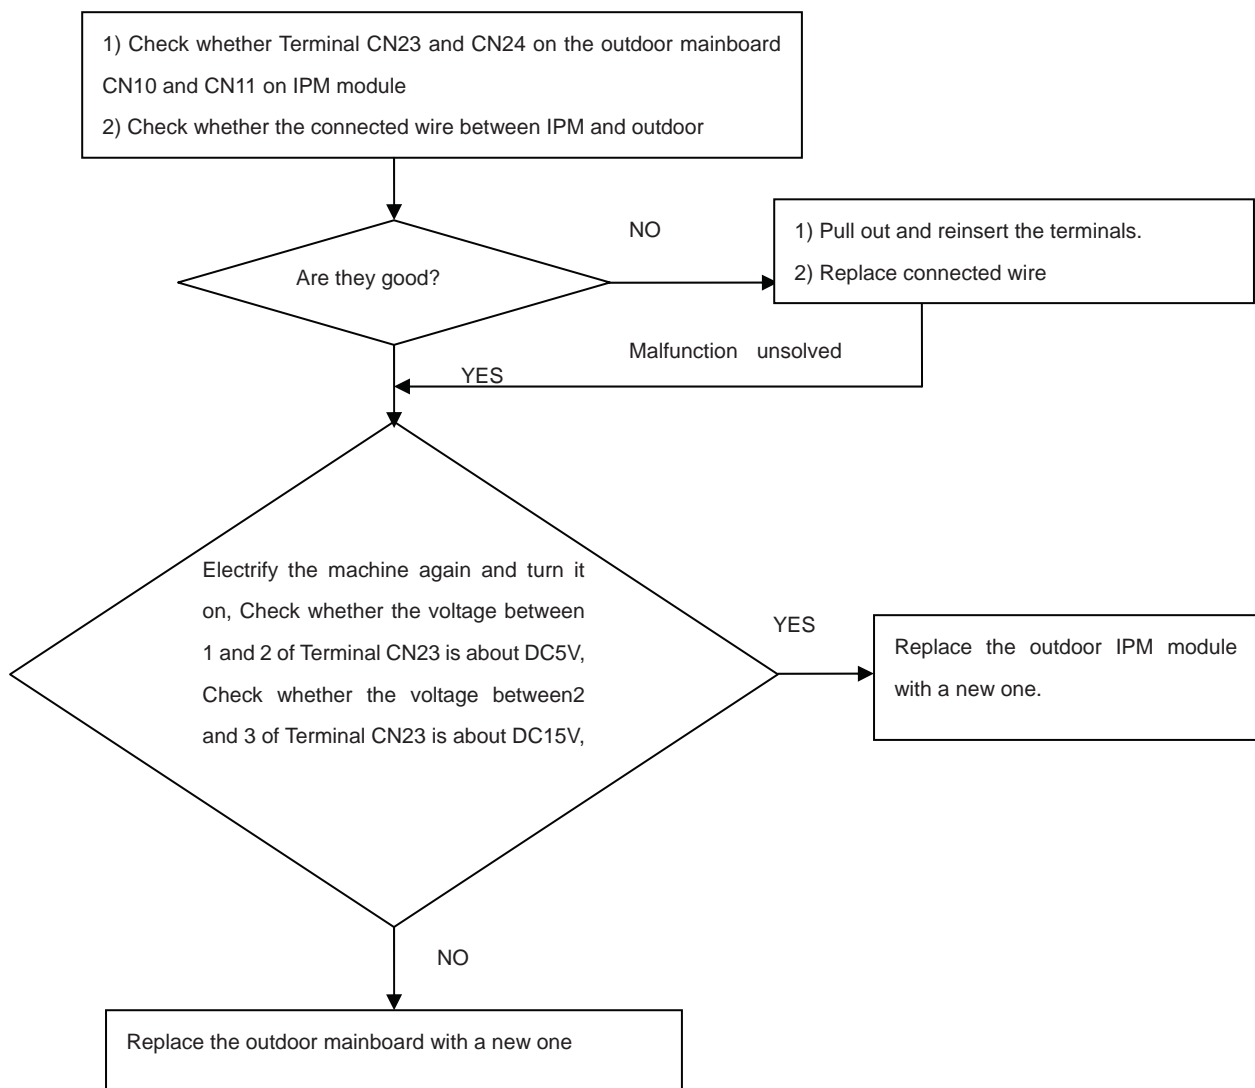 1) Check whether Terminal CN23 and CN24 on the outdoor mainboard
CN10 and CN11 on IPM module
2) Check whether the connected wire between IPM and outdoor
NO
1) Pull out and reinsert the terminals.
2) Replace connected wire
Are they good?
Malfunction unsolved
YES
Electrify the machine again and turn it
on, Check whether the voltage between
1 and 2 of Terminal CN23 is about DC5V,
Check whether the voltage between2
and 3 of Terminal CN23 is about DC15V,
YES
Replace the outdoor IPM module
with a new one.
NO
Replace the outdoor mainboard with a new one